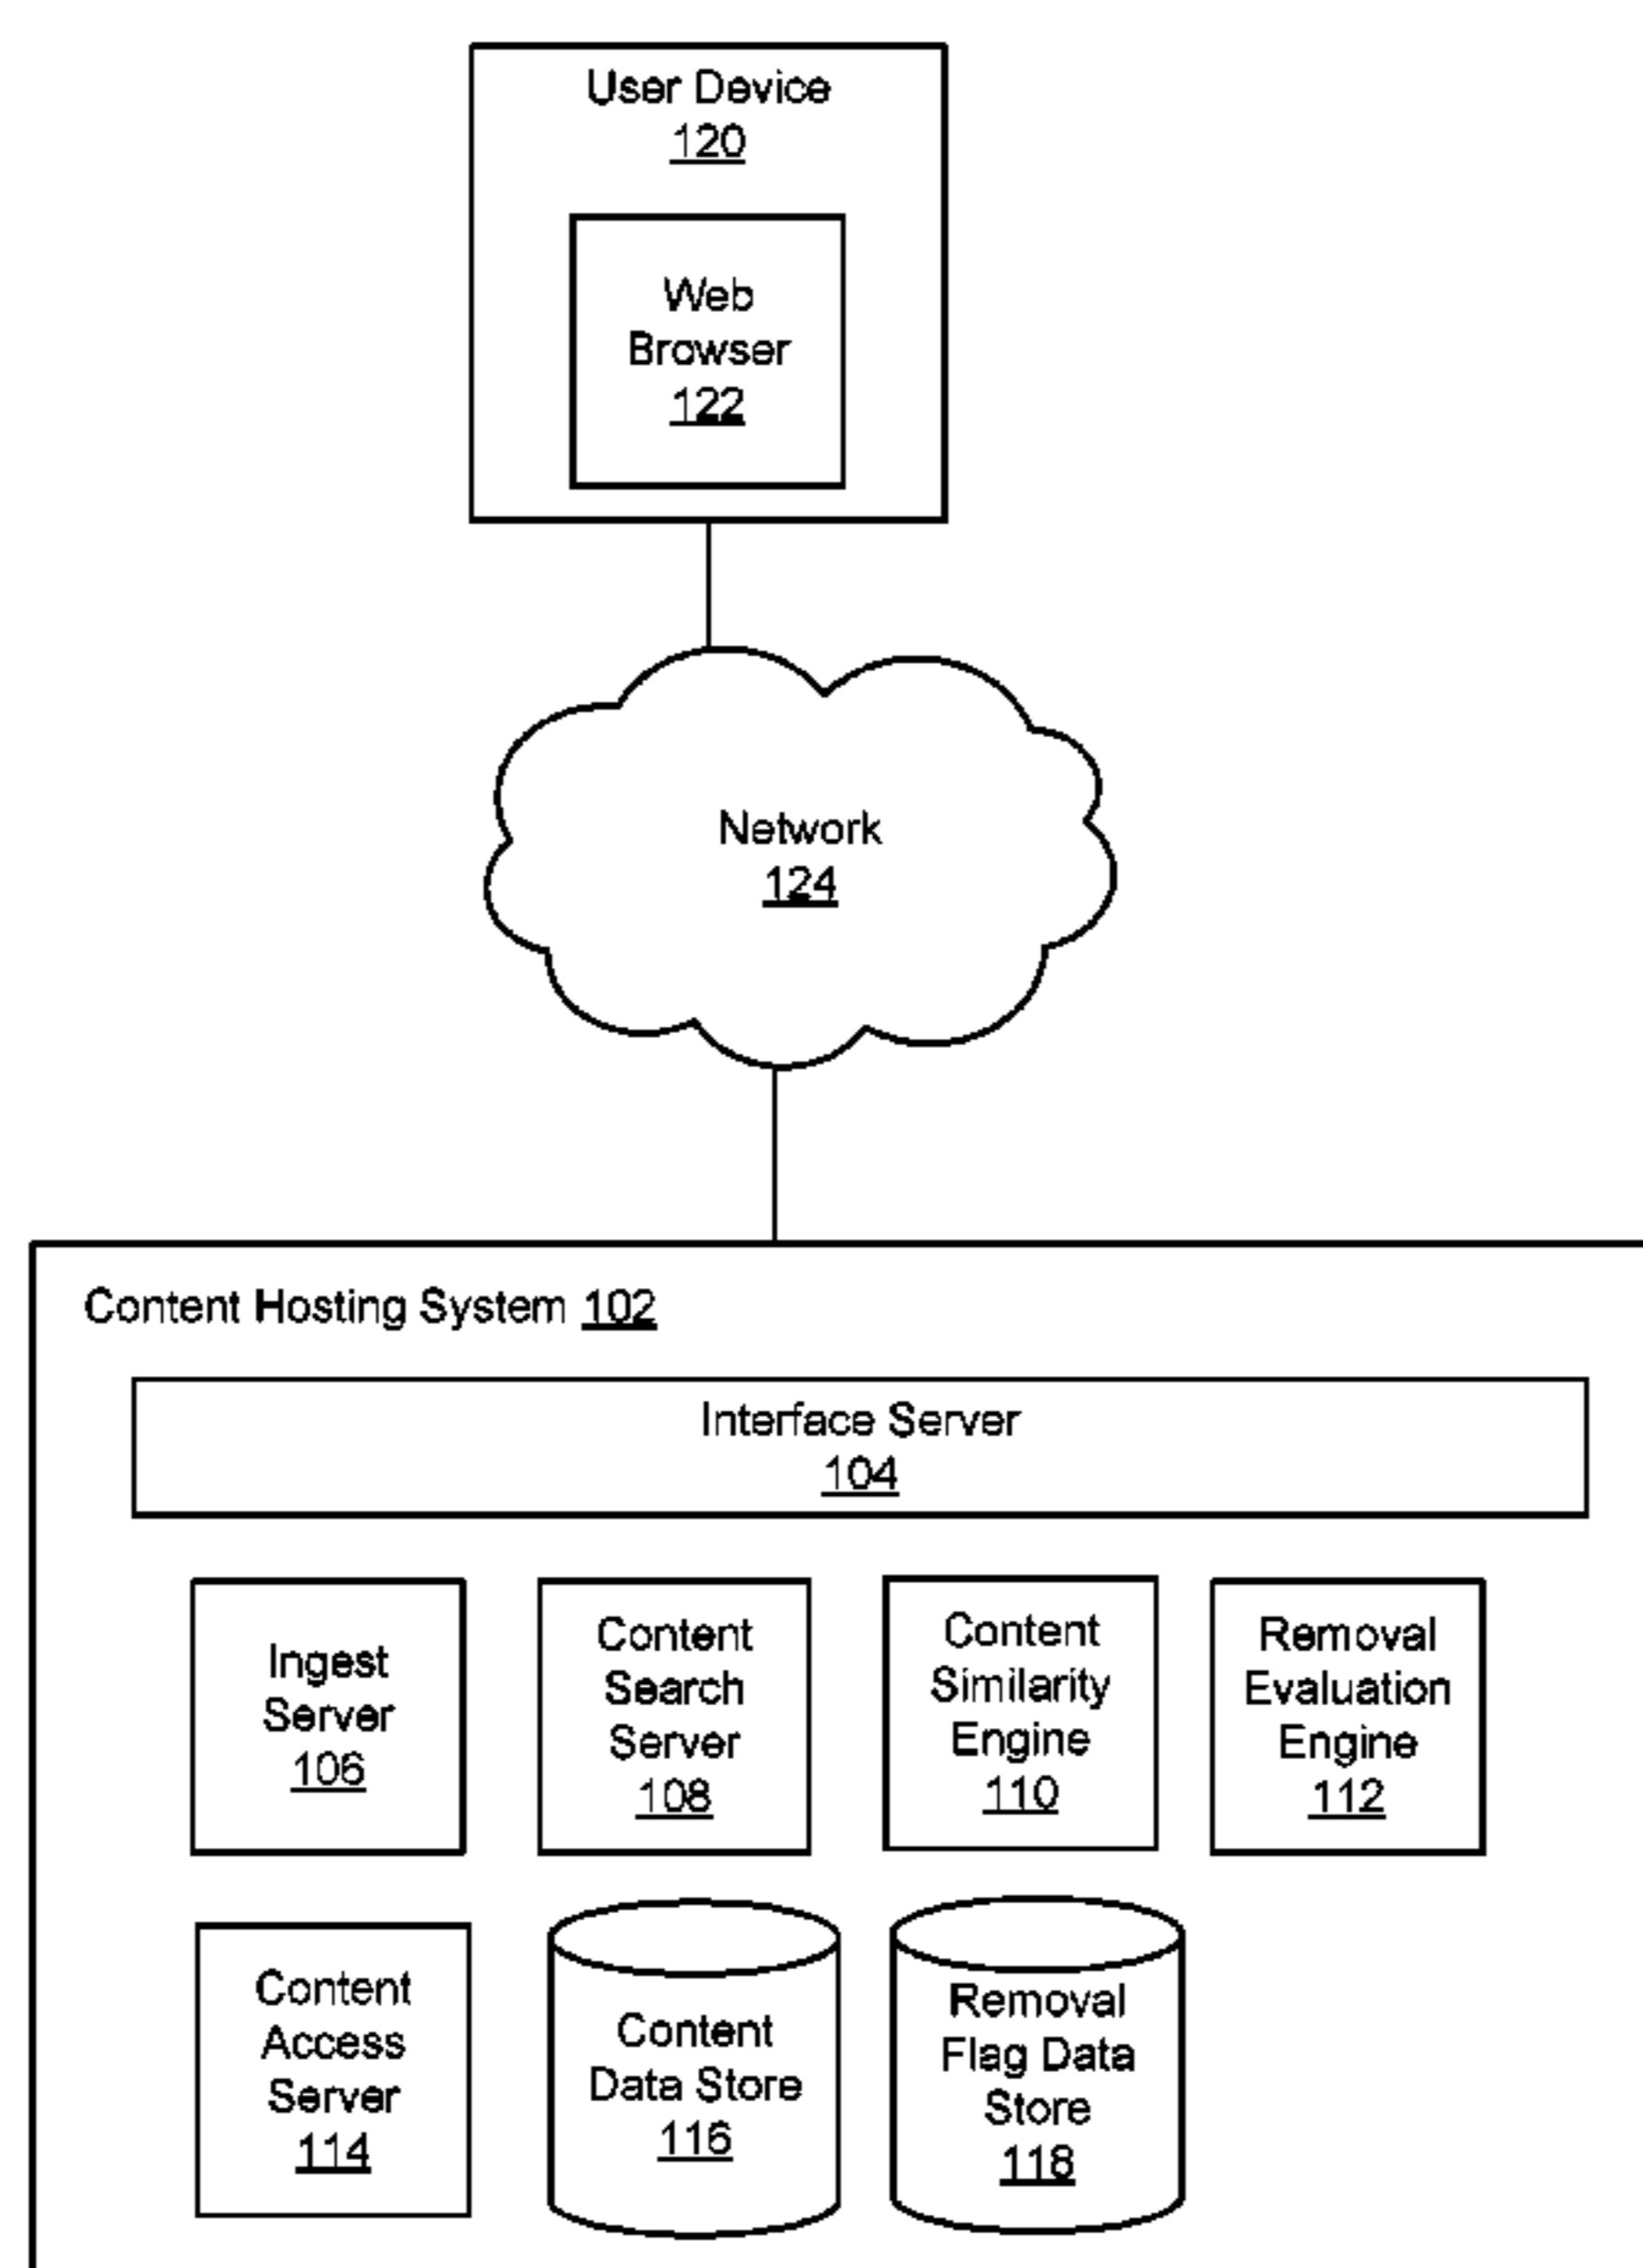 User Device
120
Web
Browser
122
Network
124
Content Hosting System 102
Interface Server
104
Ingest
Server
106
Content
Search
Server
108
Content
Similarity
Engine
110
Removal
Evaluation
Engine
112
Content
Access
Server
114
Content
Data Store
116
Removal
Flag Data
Store
118